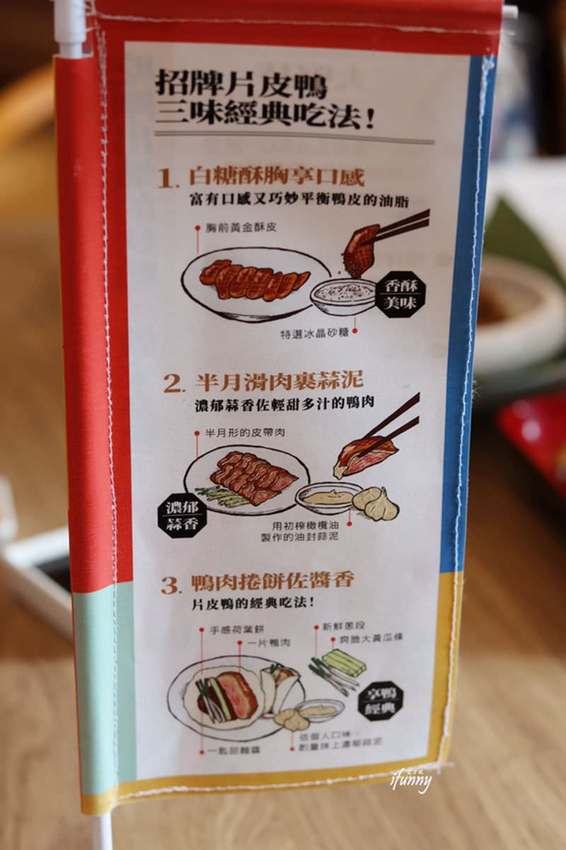 招牌片皮鴨
三味經典吃法！
1. 白糖酥胸享口感
富有口感又巧妙平衡鴨皮的油脂
胸前黃金酥皮
香酥
美味
特選冰晶砂糖
2. 半月滑肉裹蒜泥
濃郁蒜香佐輕甜多汁的鴨肉
半月形的皮帶肉
濃郁
蒜香
用初榨橄欖油
製作的油封蒜泥
3. 鴨肉捲餅佐醬香
片皮鴨的經典吃法！
手感荷葉餅
新鮮蔥段
一片鴨肉
爽脆大黃瓜條
享鴨
經典
依個人口味，
酌量抹上濃郁蒜泥
一匙甜麵醬
ifunny